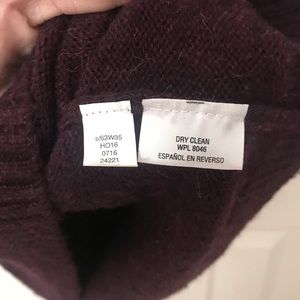 s/63W35
HO16
0716
24221
DRY CLEAN
WPL 8046
ESPAÑOL EN REVERSO